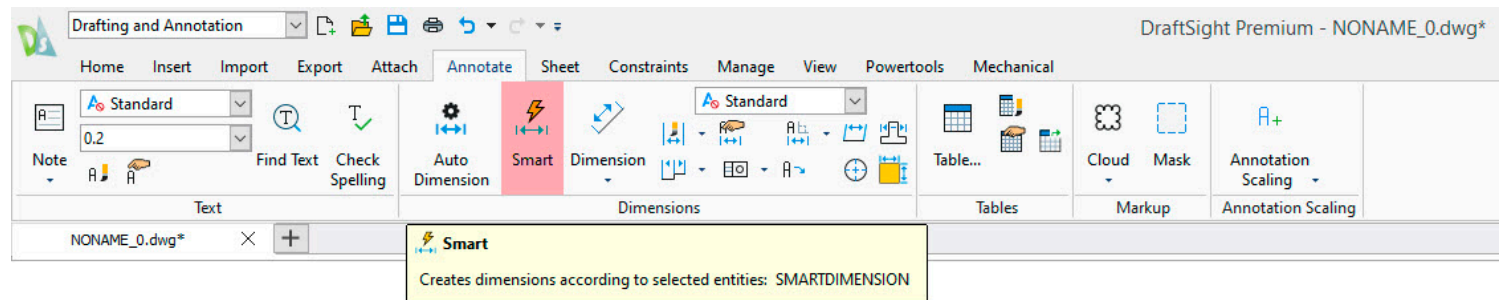 Drafting and Annotation
DraftSight Premium - NONAME_0.dwg*
DS
Home Insert Import Export Attach Annotate Sheet Constraints Manage View Powertools Mechanical
Standard
0.2
Note
Find Text
Check
Spelling
Auto
Dimension
Smart
Dimension
Standard
Table...
Cloud
Mask
Annotation
Scaling
Text Dimensions Tables Markup Annotation Scaling
NONAME_0.dwg*
Smart
Creates dimensions according to selected entities: SMARTDIMENSION